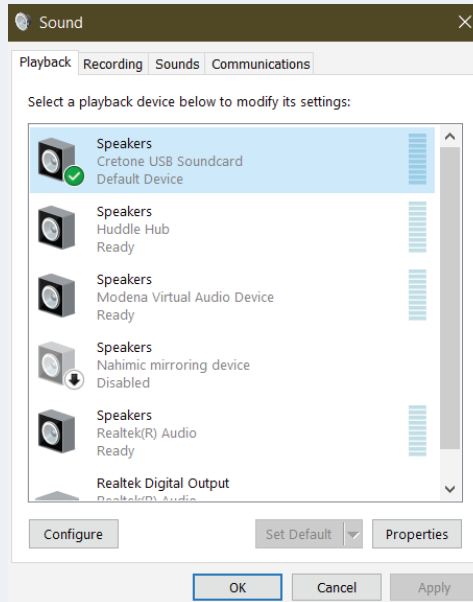 Sound
Playback Recording Sounds Communications
Select a playback device below to modify its settings:
Speakers
Cretone USB Soundcard
Default Device
Speakers
Huddle Hub
Ready
Speakers
Modena Virtual Audio Device
Ready
Speakers
Nahimic mirroring device
Disabled
Speakers
Realtek(R) Audio
Ready
Realtek Digital Output
Realtek(R) Audio
Configure Set Default Properties
OK Cancel Apply